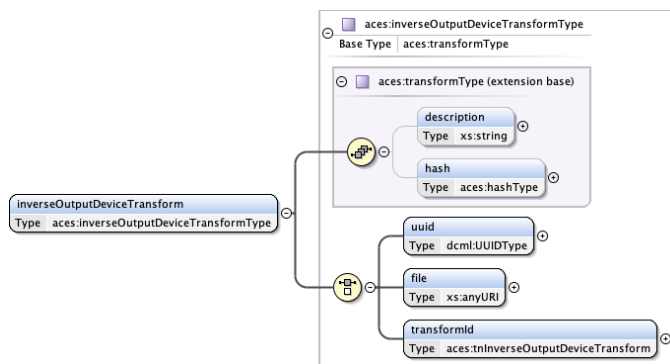 aces:inverseOutputDeviceTransformType
Base Type aces:transformType
aces:transformType (extension base)
description
Type xs:string
hash
Type aces:hashType
inverseOutputDeviceTransform
Type aces:inverseOutputDeviceTransformType
uuid
Type dcml:UUIDType
file
Type xs:anyURI
transformId
Type aces:tnInverseOutputDeviceTransform